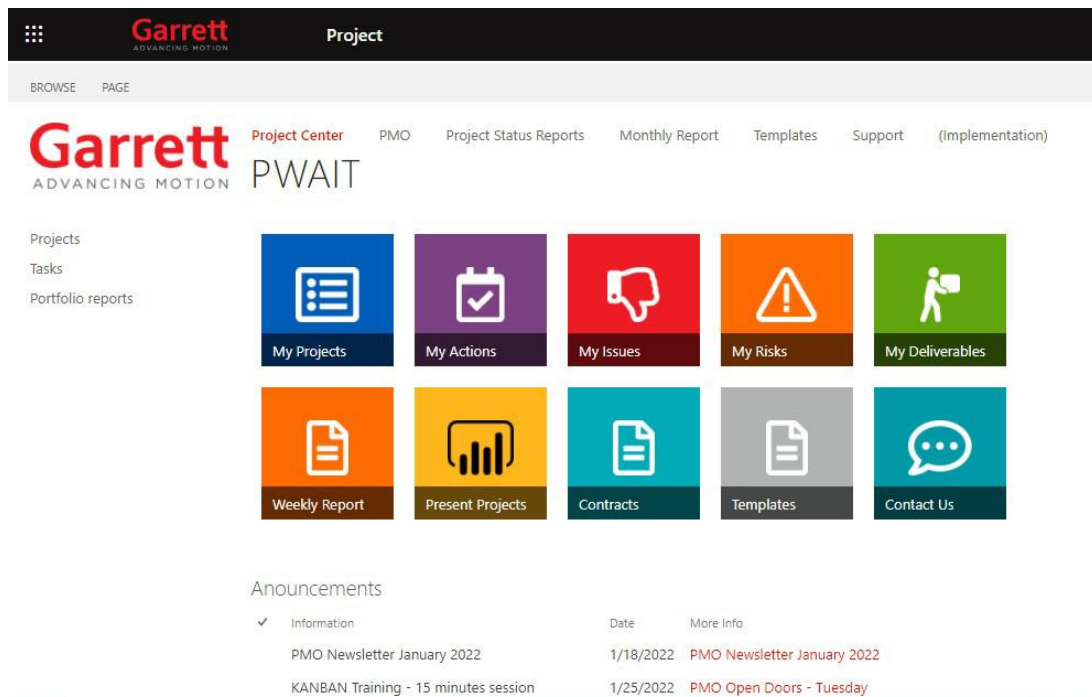 Garrett
ADVANCING MOTION
Project
BROWSE PAGE
Garrett
ADVANCING MOTION
Project Center PMO Project Status Reports Monthly Report Templates Support (Implementation)
PWAIT
Projects
Tasks
Portfolio reports
My Projects My Actions My Issues My Risks My Deliverables
Weekly Report Present Projects Contracts Templates Contact Us
Anouncements
Information Date More Info
PMO Newsletter January 2022 1/18/2022 PMO Newsletter January 2022
KANBAN Training - 15 minutes session 1/25/2022 PMO Open Doors - Tuesday